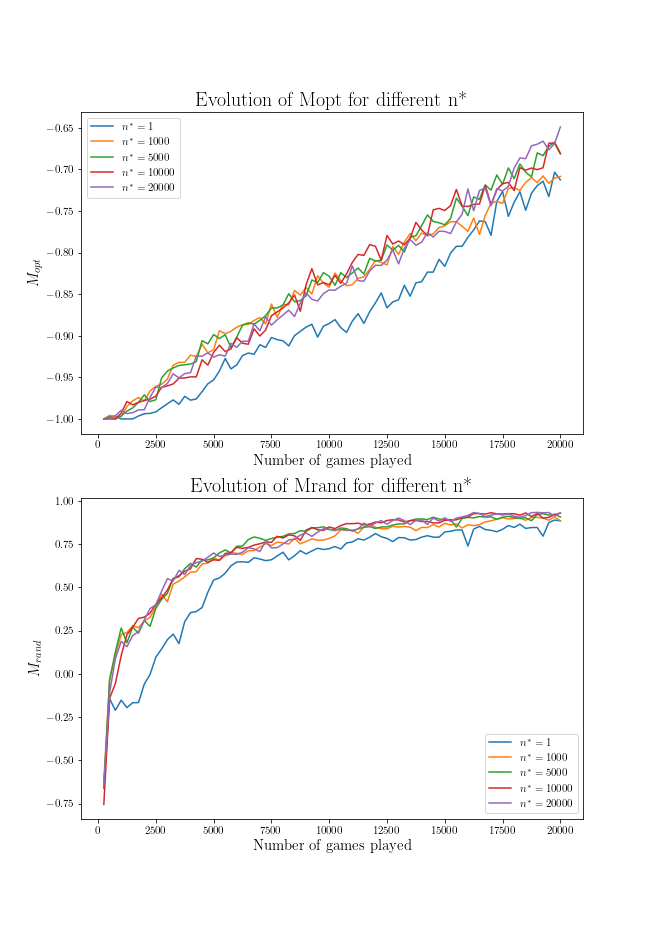 Evolution of Mopt for different n*
−0.65
−0.70
−0.75
−0.80
−0.85
−0.90
−0.95
−1.00
M_opt
n* = 1
n* = 1000
n* = 5000
n* = 10000
n* = 20000
0 2500 5000 7500 10000 12500 15000 17500 20000
Number of games played
Evolution of Mrand for different n*
1.00
0.75
0.50
0.25
0.00
−0.25
−0.50
−0.75
M_rand
n* = 1
n* = 1000
n* = 5000
n* = 10000
n* = 20000
0 2500 5000 7500 10000 12500 15000 17500 20000
Number of games played